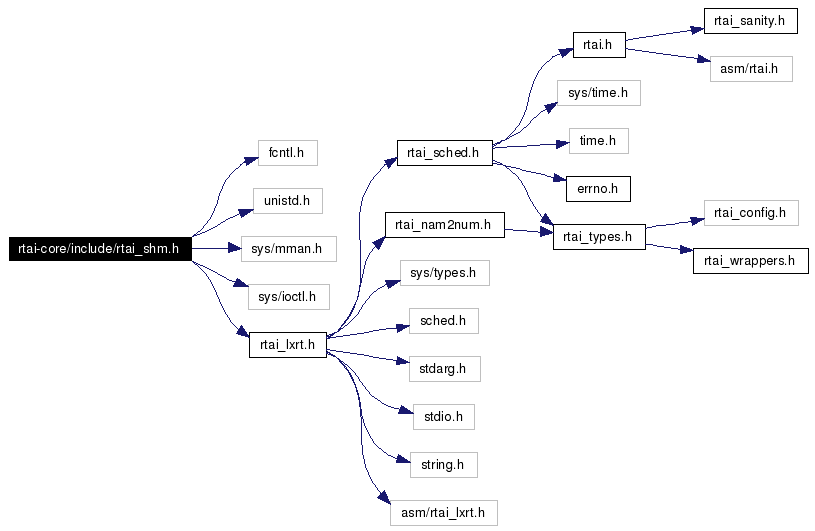 rtai_sanity.h
rtai.h
asm/rtai.h
sys/time.h
time.h
fcntl.h
rtai_sched.h
errno.h
unistd.h
rtai_nam2num.h
rtai_config.h
rtai_types.h
rtai-core/include/rtai_shm.h
sys/mman.h
rtai_wrappers.h
sys/types.h
sys/ioctl.h
sched.h
rtai_lxrt.h
stdarg.h
stdio.h
string.h
asm/rtai_lxrt.h